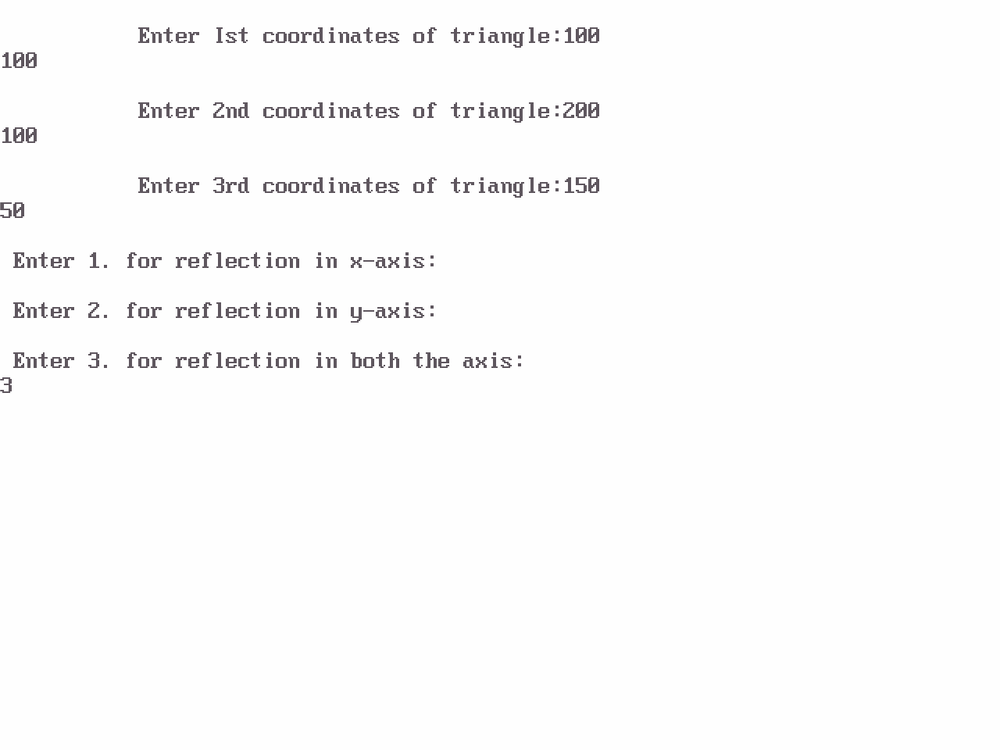 Enter Ist coordinates of triangle:100
100
Enter 2nd coordinates of triangle:200
100
Enter 3rd coordinates of triangle:150
50
Enter 1. for reflection in x-axis:
Enter 2. for reflection in y-axis:
Enter 3. for reflection in both the axis:
3